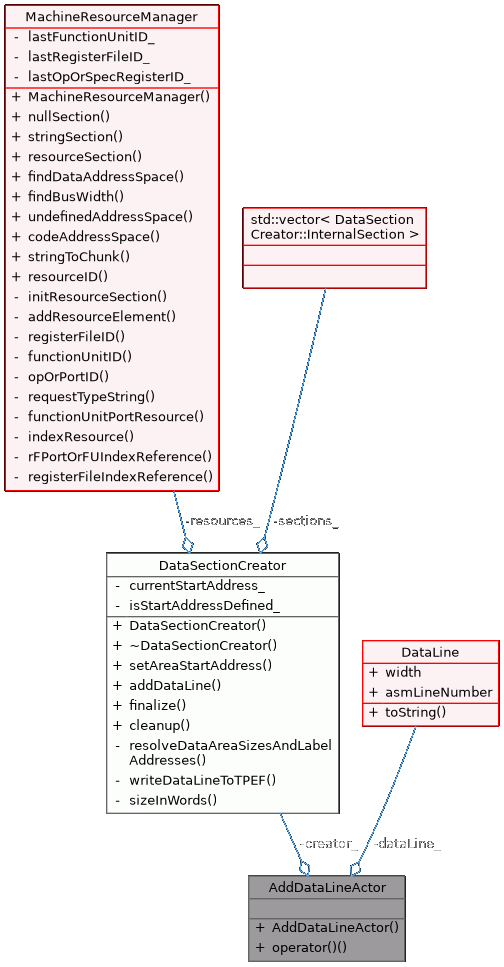 MachineResourceManager
- lastFunctionUnitID_
- lastRegisterFileID_
- lastOpOrSpecRegisterID_
+ MachineResourceManager()
+ nullSection()
+ stringSection()
+ resourceSection()
+ findDataAddressSpace()
+ findBusWidth()
+ undefinedAddressSpace()
+ codeAddressSpace()
+ stringToChunk()
+ resourceID()
- initResourceSection()
- addResourceElement()
- registerFileID()
- functionUnitID()
- opOrPortID()
- requestTypeString()
- functionUnitPortResource()
- indexResource()
- rFPortOrFUIndexReference()
- registerFileIndexReference()
std::vector< DataSection
Creator::InternalSection >
-resources_
-sections_
DataSectionCreator
- currentStartAddress_
- isStartAddressDefined_
+ DataSectionCreator()
+ ~DataSectionCreator()
+ setAreaStartAddress()
+ addDataLine()
+ finalize()
+ cleanup()
- resolveDataAreaSizesAndLabel
Addresses()
- writeDataLineToTPEF()
- sizeInWords()
DataLine
+ width
+ asmLineNumber
+ toString()
-creator_
-dataLine_
AddDataLineActor
+ AddDataLineActor()
+ operator()()